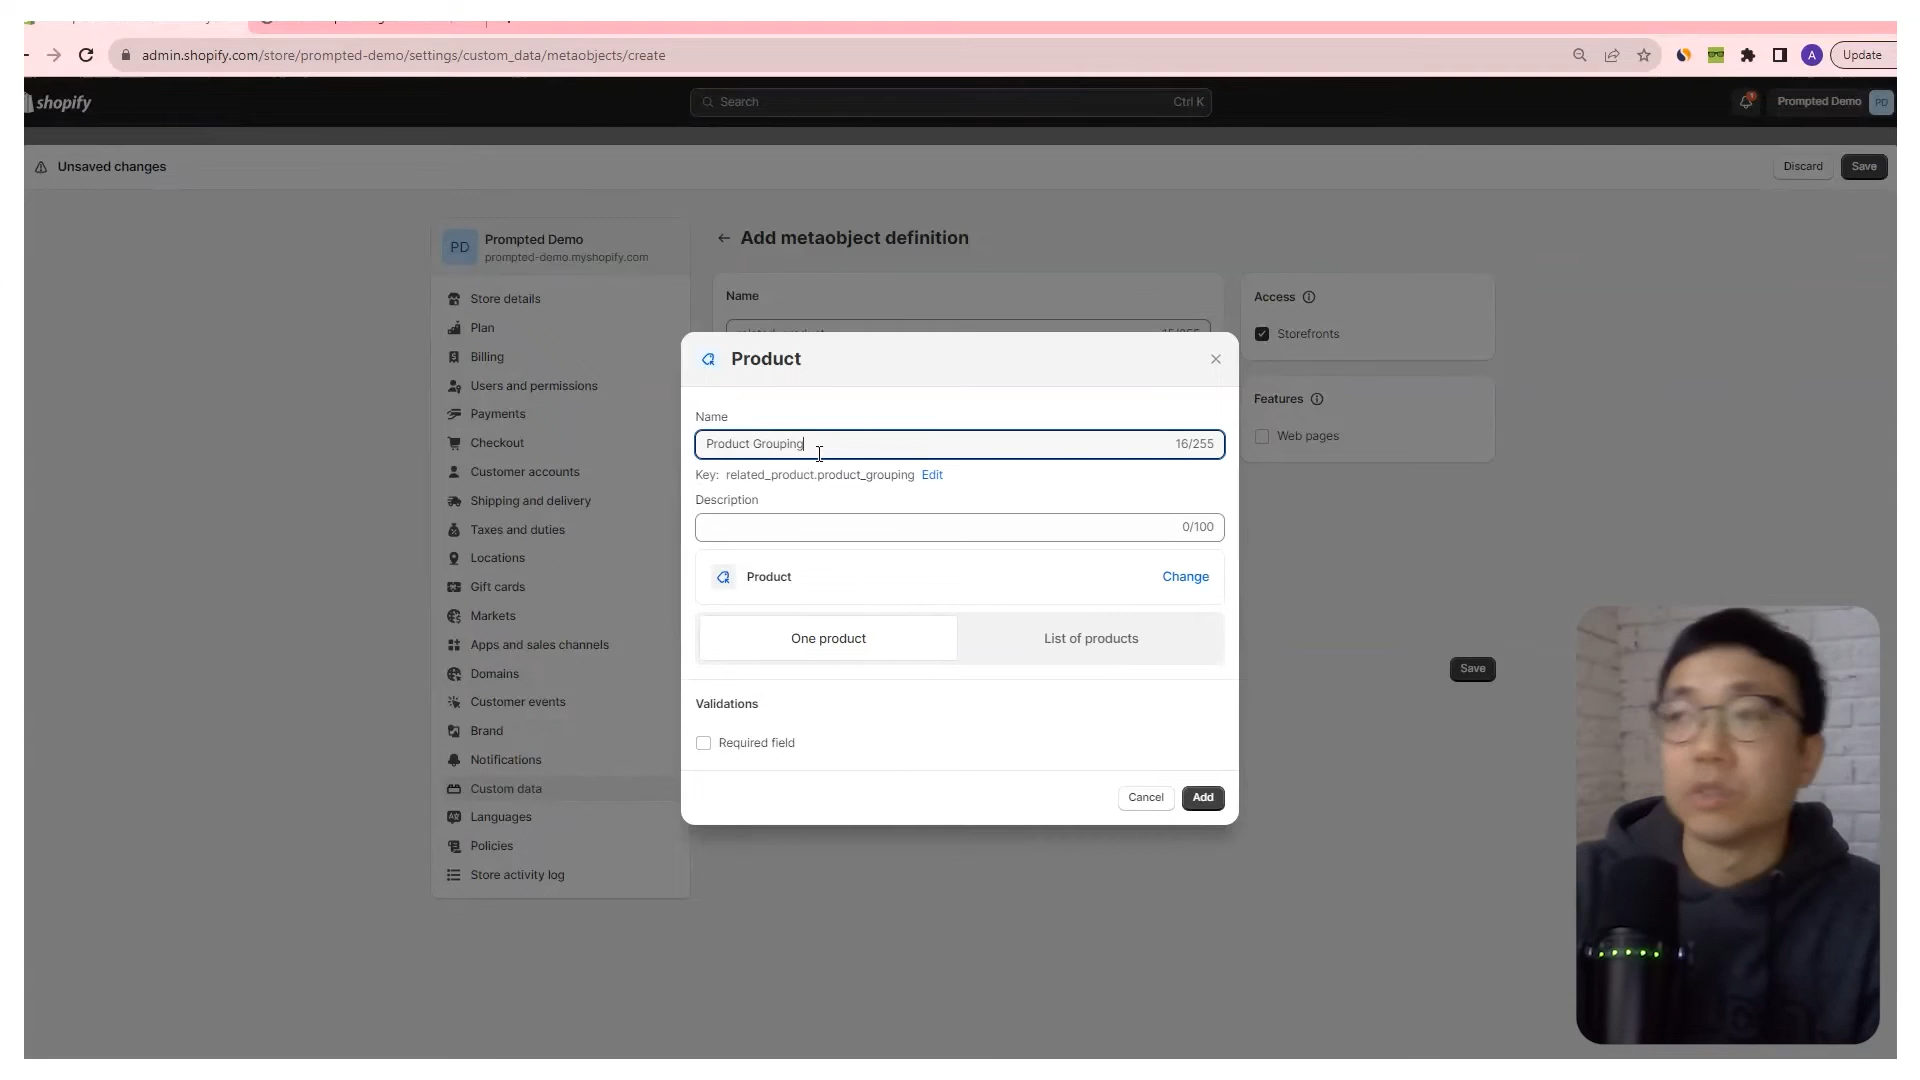 admin.shopify.com/store/prompted-demo/settings/custom_data/metaobjects/create
A
Update
shopify
Search
Ctrl K
1
Prompted Demo
PD
Unsaved changes
Discard
Save
PD
Prompted Demo
prompted-demo.myshopify.com
Store details
Plan
Billing
Users and permissions
Payments
Checkout
Customer accounts
Shipping and delivery
Taxes and duties
Locations
Gift cards
Markets
Apps and sales channels
Domains
Customer events
Brand
Notifications
Custom data
Languages
Policies
Store activity log
Add metaobject definition
Name
Access
Storefronts
Features
Web pages
Save
Product
Name
Product Grouping
16/255
Key: related_product.product_grouping Edit
Description
0/100
Product
Change
One product
List of products
Validations
Required field
Cancel
Add